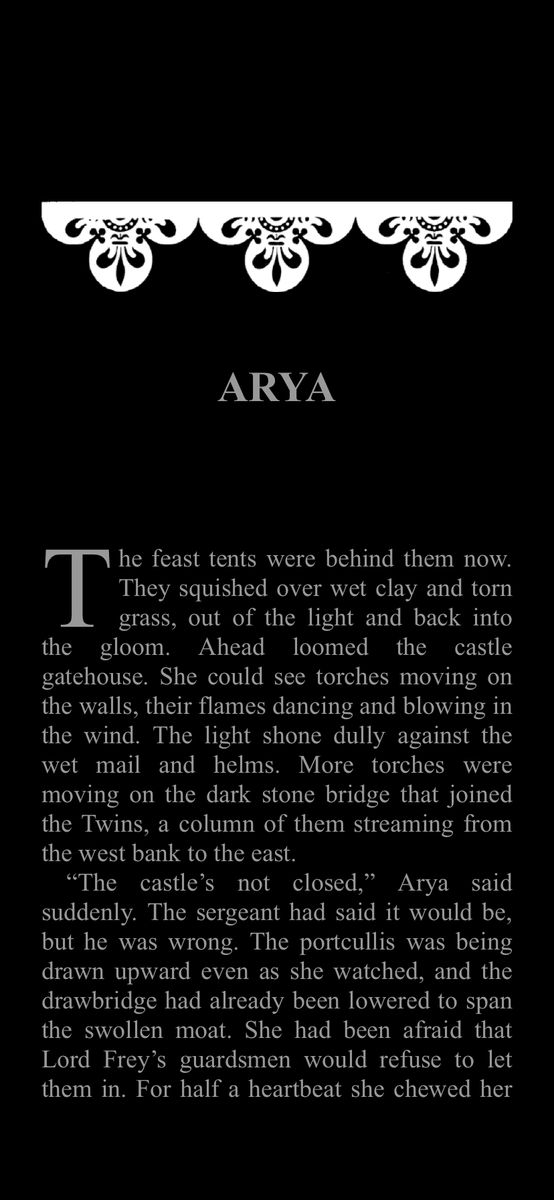 ARYA
The feast tents were behind them now.
They squished over wet clay and torn
grass, out of the light and back into
the gloom. Ahead loomed the castle
gatehouse. She could see torches moving on
the walls, their flames dancing and blowing in
the wind. The light shone dully against the
wet mail and helms. More torches were
moving on the dark stone bridge that joined
the Twins, a column of them streaming from
the west bank to the east.
“The castle’s not closed,” Arya said
suddenly. The sergeant had said it would be,
but he was wrong. The portcullis was being
drawn upward even as she watched, and the
drawbridge had already been lowered to span
the swollen moat. She had been afraid that
Lord Frey’s guardsmen would refuse to let
them in. For half a heartbeat she chewed her